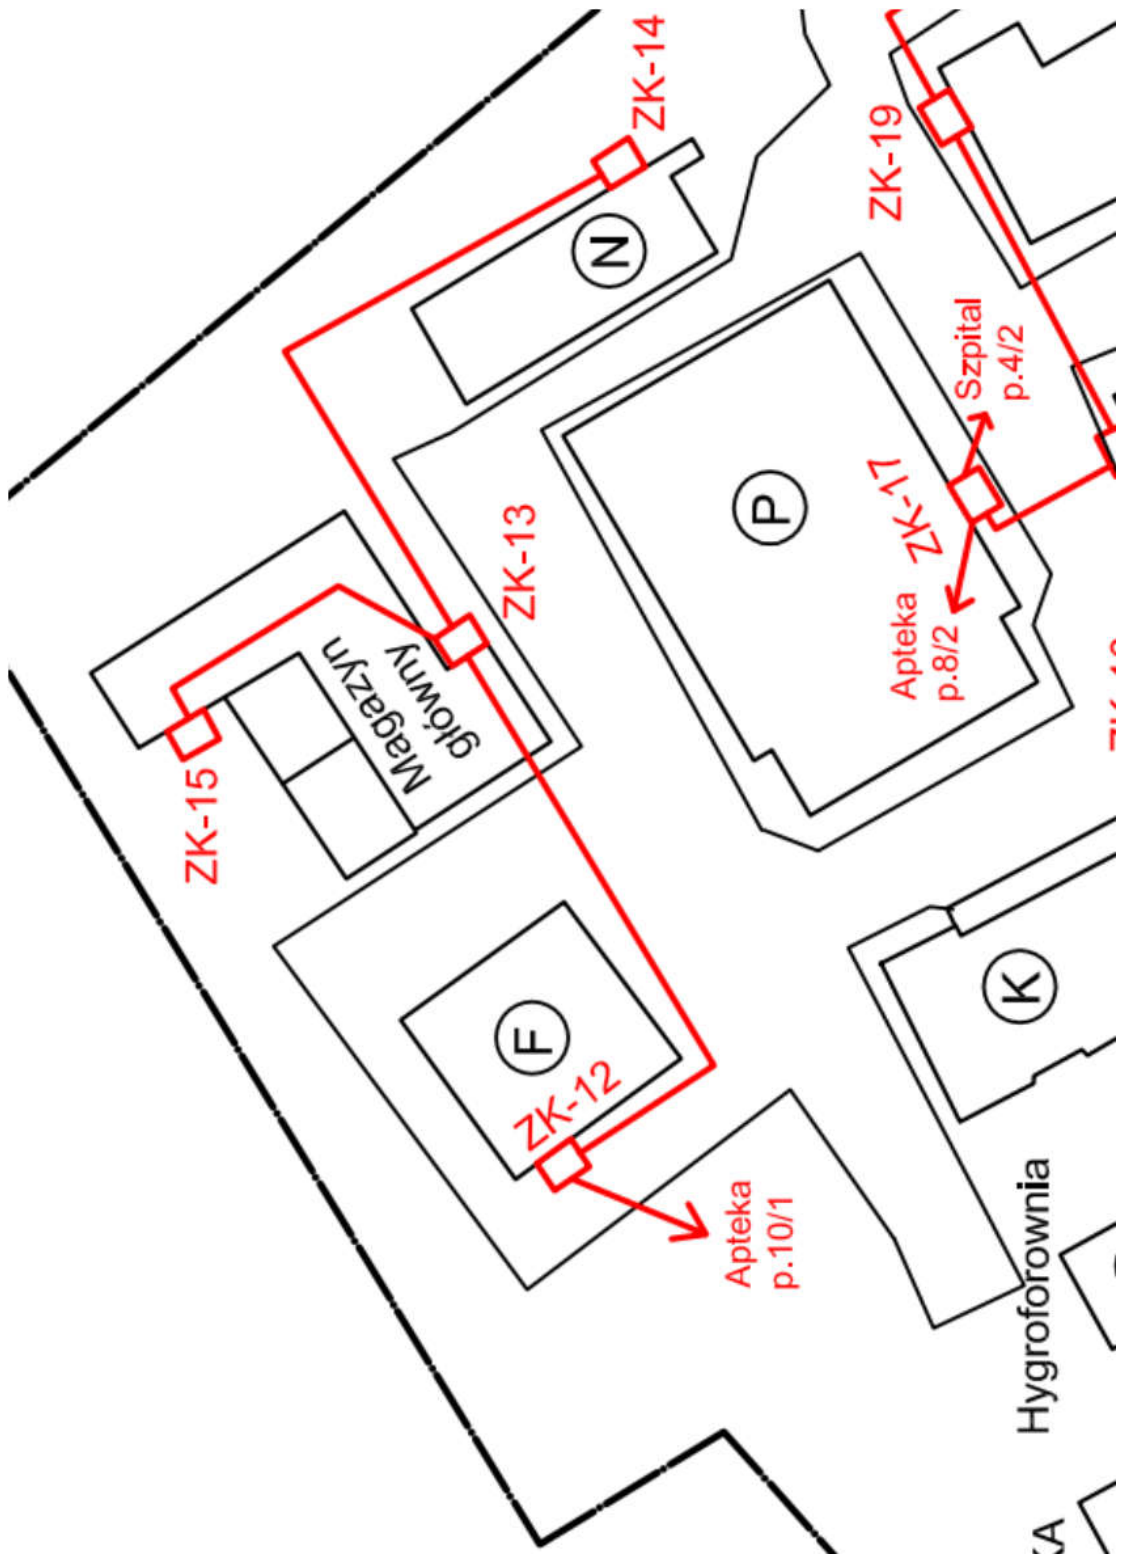 ZK-14
ZK-19
N
Szpital
p.4/2
ZK-13
P
ZK-17
Apteka
p.8/2
Magazyn
główny
ZK-15
F
ZK-12
K
Apteka
p.10/1
Hygroforownia
KA